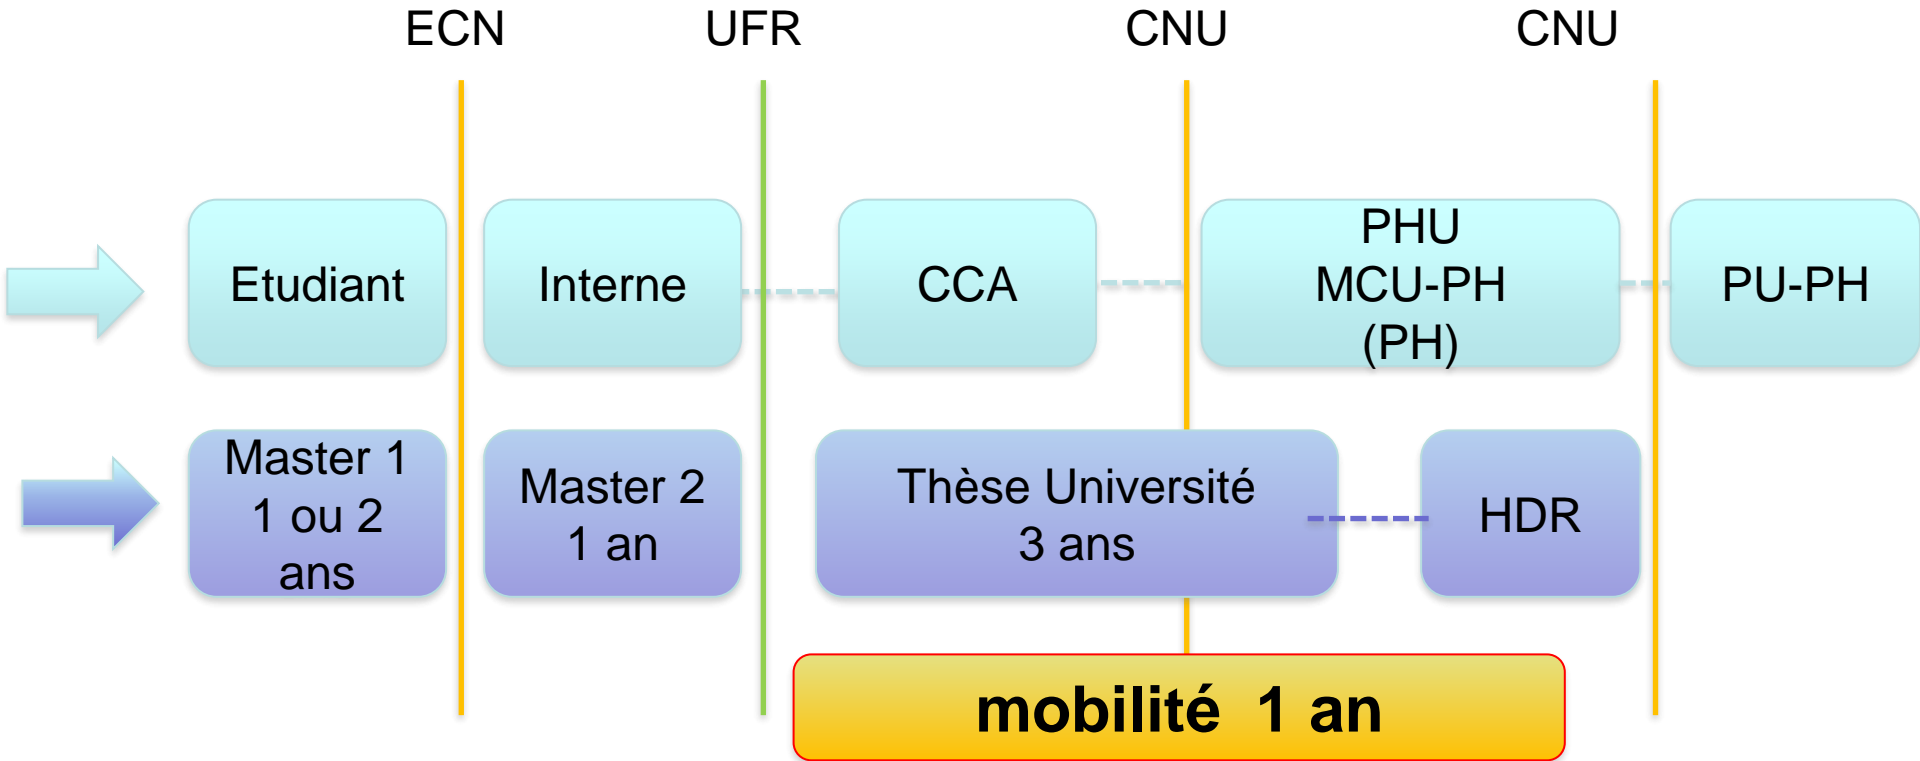 ECN
UFR
CNU
CNU
Etudiant
Interne
CCA
PHU
MCU-PH
(PH)
PU-PH
Master 1
1 ou 2
ans
Master 2
1 an
Thèse Université
3 ans
HDR
mobilité 1 an